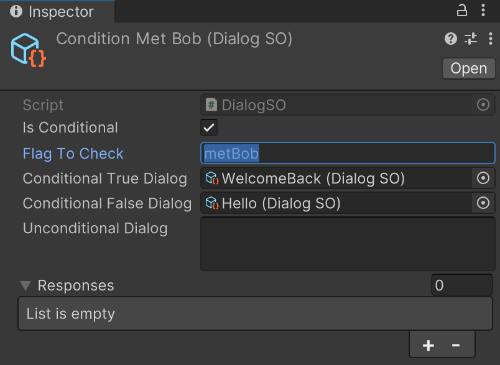 Inspector
Condition Met Bob (Dialog SO)
Open
Script DialogSO
Is Conditional
Flag To Check metBob
Conditional True Dialog WelcomeBack (Dialog SO)
Conditional False Dialog Hello (Dialog SO)
Unconditional Dialog
Responses 0
List is empty
+ -